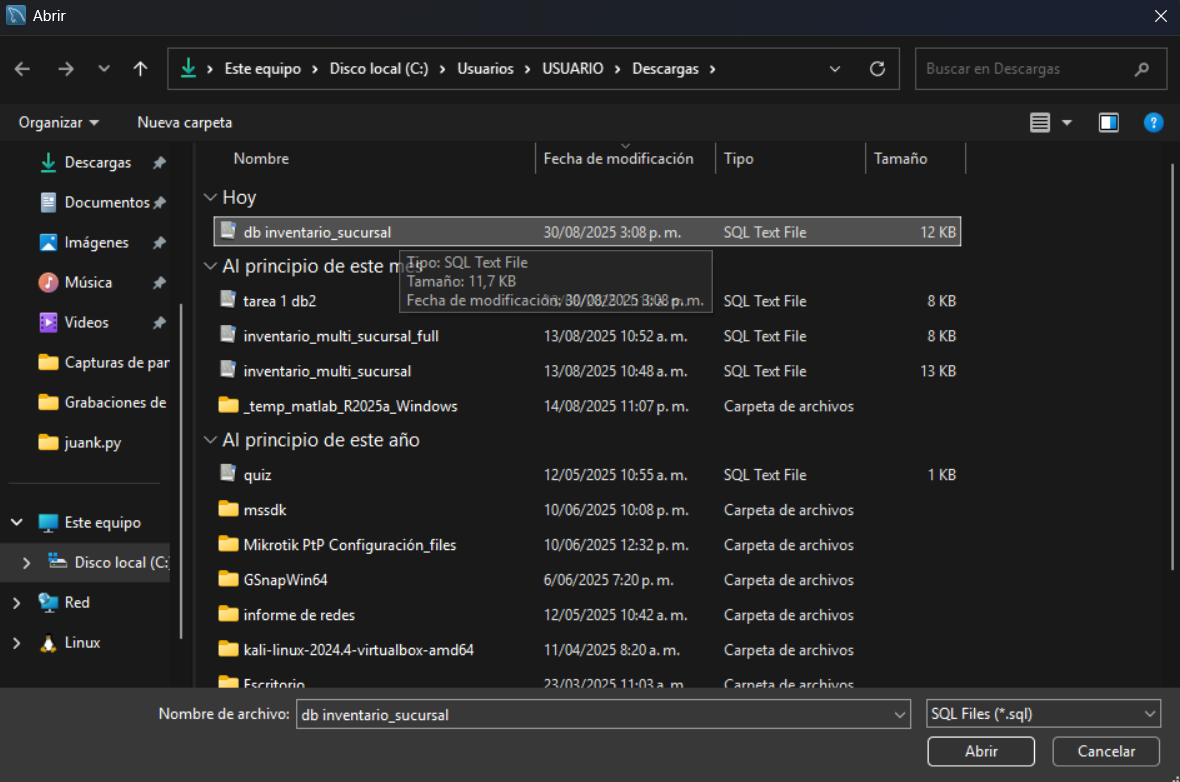 Abrir
Este equipo > Disco local (C:) > Usuarios > USUARIO > Descargas >
Buscar en Descargas
Organizar
Nueva carpeta
Descargas
Documentos
Imágenes
Música
Videos
Capturas de par
Grabaciones de
juank.py
Este equipo
Disco local (C:)
Red
Linux
Nombre Fecha de modificación Tipo Tamaño
Hoy
db inventario_sucursal 30/08/2025 3:08 p. m. SQL Text File 12 KB
Tipo: SQL Text File
Tamaño: 11,7 KB
Fecha de modificación: 30/08/2025 3:08 p. m.
Al principio de este mes
tarea 1 db2 SQL Text File 8 KB
inventario_multi_sucursal_full 13/08/2025 10:52 a. m. SQL Text File 8 KB
inventario_multi_sucursal 13/08/2025 10:48 a. m. SQL Text File 13 KB
_temp_matlab_R2025a_Windows 14/08/2025 11:07 p. m. Carpeta de archivos
Al principio de este año
quiz 12/05/2025 10:55 a. m. SQL Text File 1 KB
mssdk 10/06/2025 10:08 p. m. Carpeta de archivos
Mikrotik PtP Configuración_files 10/06/2025 12:32 p. m. Carpeta de archivos
GSnapWin64 6/06/2025 7:20 p. m. Carpeta de archivos
informe de redes 12/05/2025 10:42 a. m. Carpeta de archivos
kali-linux-2024.4-virtualbox-amd64 11/04/2025 8:20 a. m. Carpeta de archivos
Escritorio 23/03/2025 11:03 a. m. Carpeta de archivos
Nombre de archivo: db inventario_sucursal SQL Files (*.sql)
Abrir Cancelar